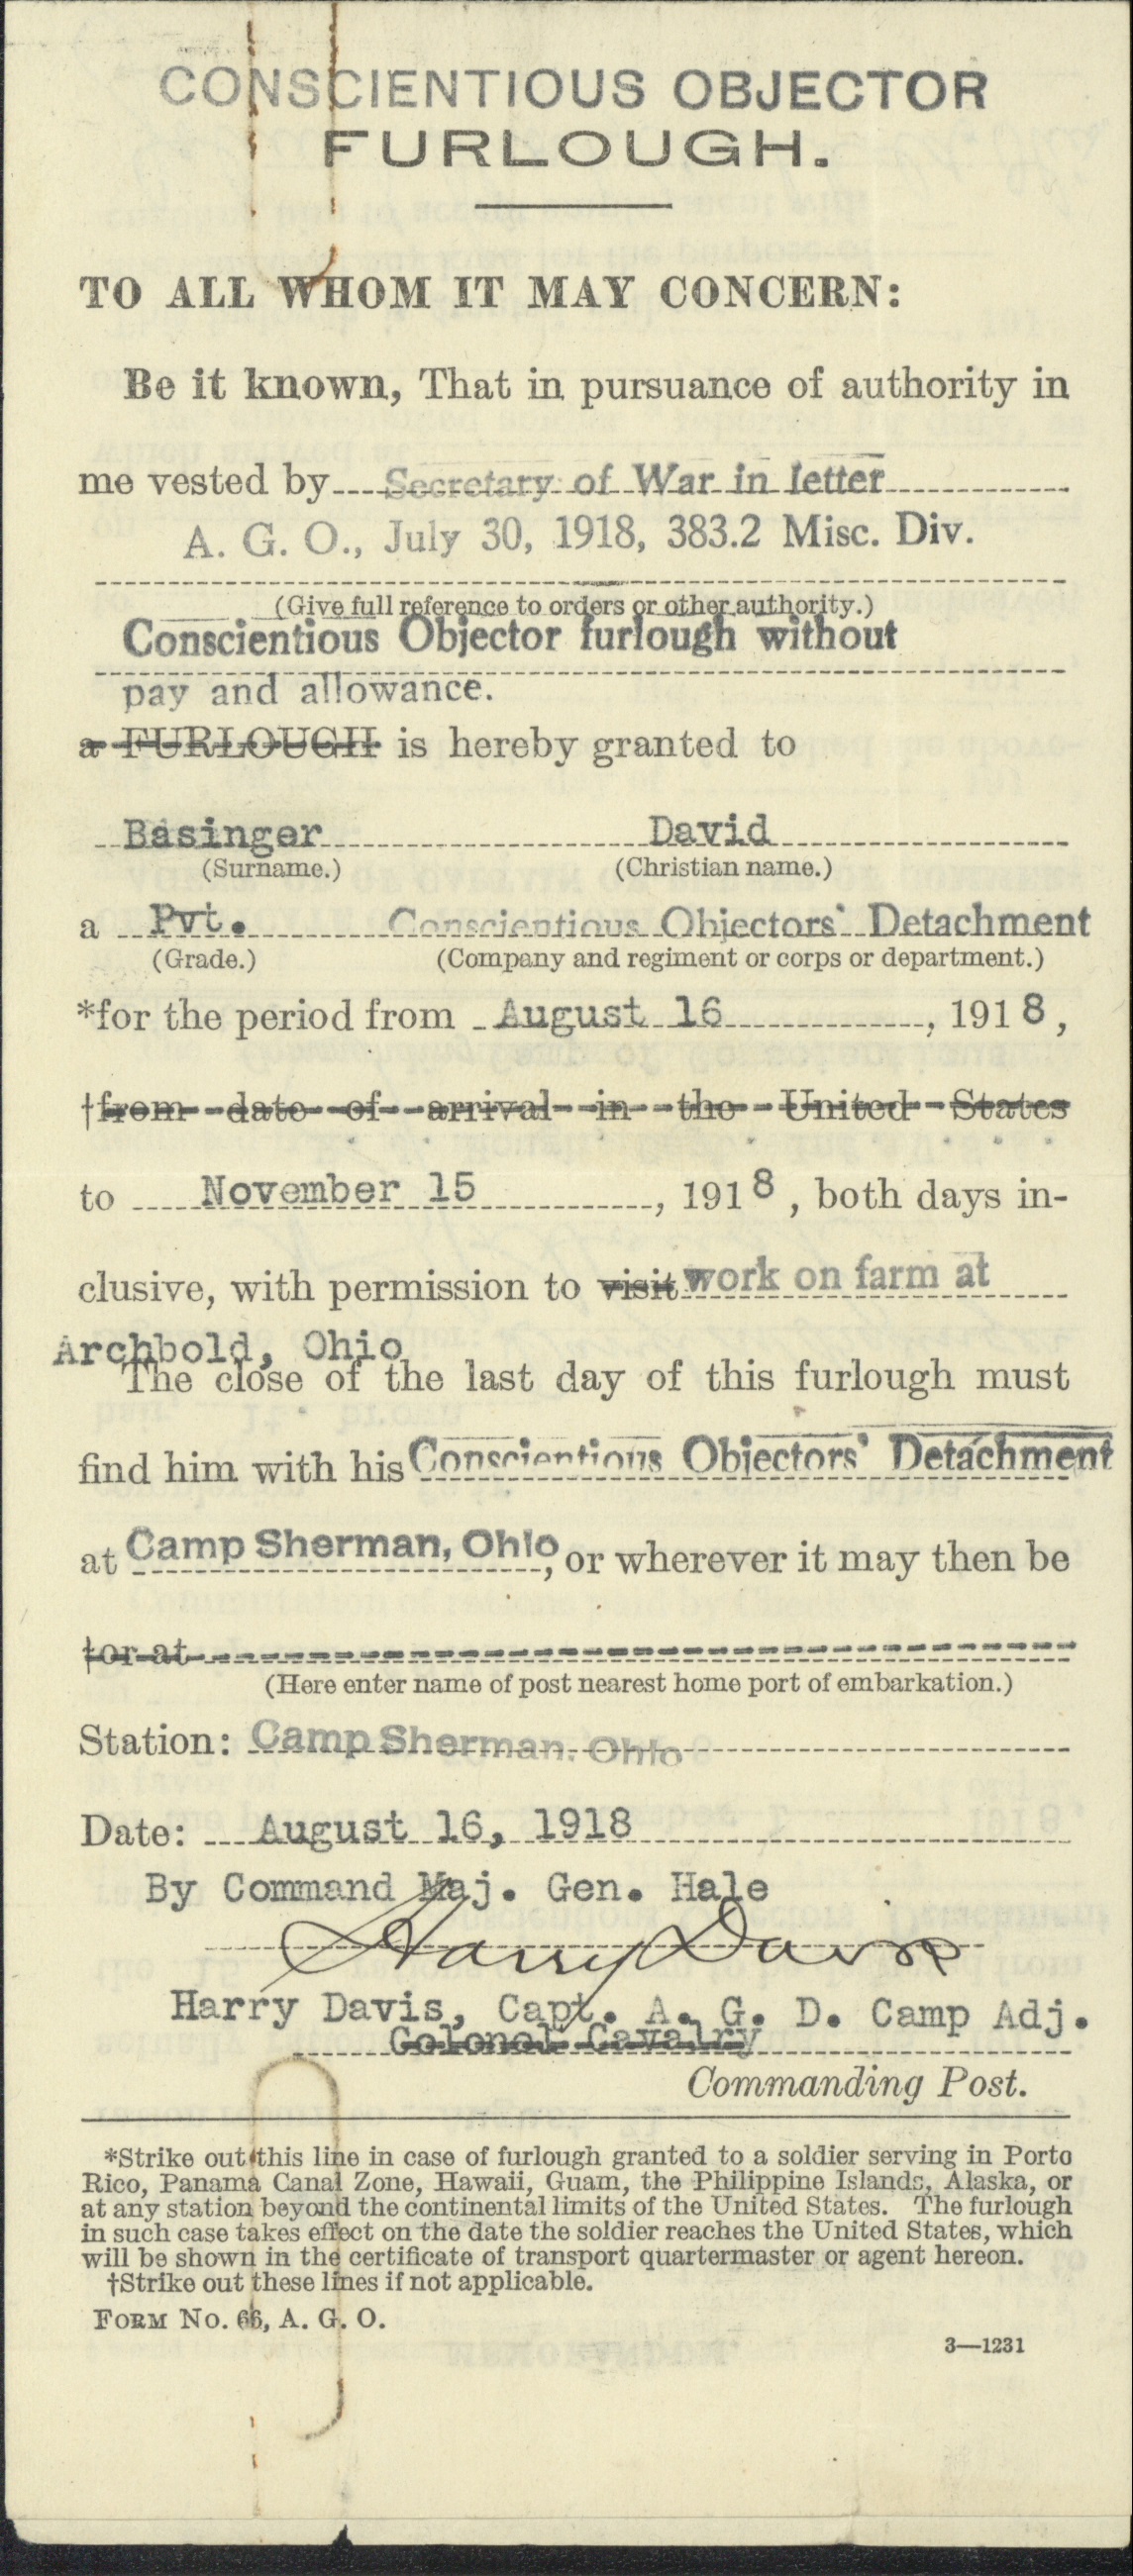 CONSCIENTIOUS OBJECTOR
FURLOUGH.
TO ALL WHOM IT MAY CONCERN:
Be it known, That in pursuance of authority in
me vested by Secretary of War in letter
A. G. O., July 30, 1918, 383.2 Misc. Div.
(Give full reference to orders or other authority.)
Conscientious Objector furlough without
pay and allowance.
a FURLOUGH is hereby granted to
Basinger David
(Surname.) (Christian name.)
a Pvt. Conscientious Objectors' Detachment
(Grade.) (Company and regiment or corps or department.)
*for the period from August 16, 1918,
†from date of arrival in the United States
to November 15, 1918, both days in-
clusive, with permission to visit work on farm at
Archbold, Ohio
The close of the last day of this furlough must
find him with his Conscientious Objectors' Detachment
at Camp Sherman, Ohio, or wherever it may then be
†or at
(Here enter name of post nearest home port of embarkation.)
Station: Camp Sherman, Ohio
Date: August 16, 1918
By Command Maj. Gen. Hale
Harry Davis
Harry Davis, Capt. A. G. D. Camp Adj.
Colonel Cavalry
Commanding Post.
*Strike out this line in case of furlough granted to a soldier serving in Porto
Rico, Panama Canal Zone, Hawaii, Guam, the Philippine Islands, Alaska, or
at any station beyond the continental limits of the United States. The furlough
in such case takes effect on the date the soldier reaches the United States, which
will be shown in the certificate of transport quartermaster or agent hereon.
†Strike out these lines if not applicable.
FORM NO. 66, A. G. O.
3—1231